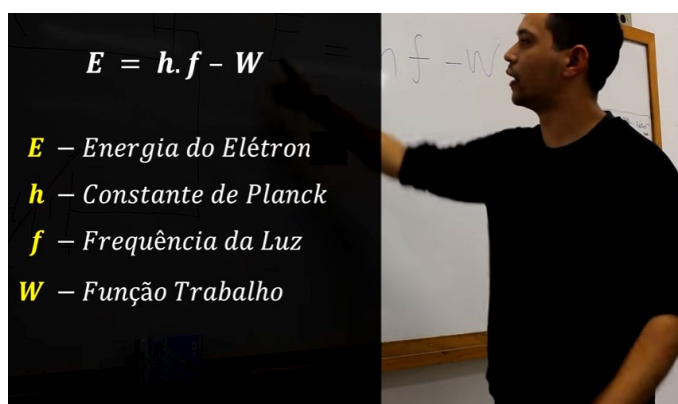 E = h.f – W
E – Energia do Elétron
h – Constante de Planck
f – Frequência da Luz
W – Função Trabalho
h f – W